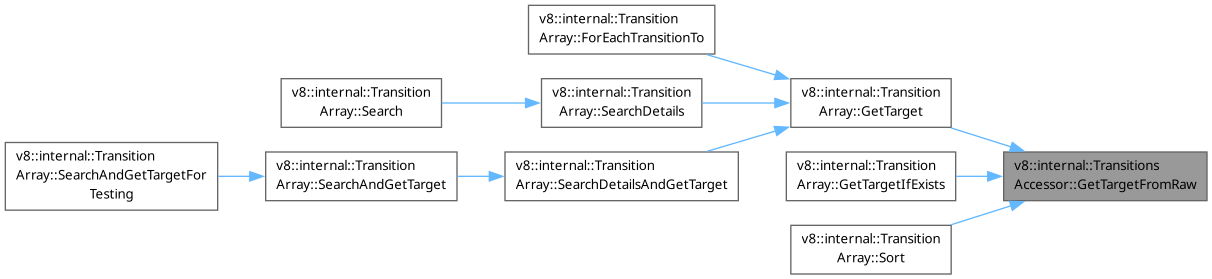 v8::internal::Transition
Array::ForEachTransitionTo
v8::internal::Transition
Array::Search
v8::internal::Transition
Array::SearchDetails
v8::internal::Transition
Array::GetTarget
v8::internal::Transition
Array::SearchAndGetTargetFor
Testing
v8::internal::Transition
Array::SearchAndGetTarget
v8::internal::Transition
Array::SearchDetailsAndGetTarget
v8::internal::Transition
Array::GetTargetIfExists
v8::internal::Transitions
Accessor::GetTargetFromRaw
v8::internal::Transition
Array::Sort